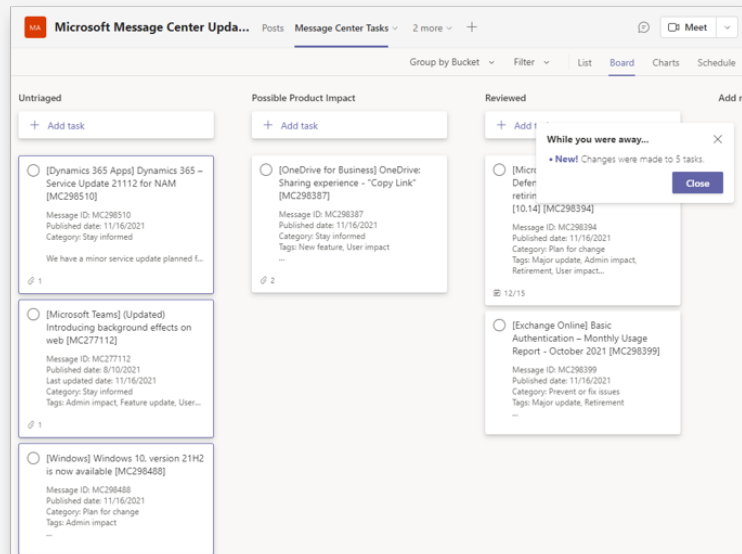 MA Microsoft Message Center Upda... Posts Message Center Tasks 2 more Meet
Group by Bucket Filter List Board Charts Schedule
Untriaged
Add task
[Dynamics 365 Apps] Dynamics 365 –
Service Update 21112 for NAM
[MC298510]
Message ID: MC298510
Published date: 11/16/2021
Category: Stay informed
We have a minor service update planned f...
1
[Microsoft Teams] (Updated)
Introducing background effects on
web [MC277112]
Message ID: MC277112
Published date: 8/10/2021
Last updated date: 11/16/2021
Category: Stay informed
Tags: Admin impact, Feature update, User...
1
[Windows] Windows 10, version 21H2
is now available [MC298488]
Message ID: MC298488
Published date: 11/16/2021
Category: Plan for change
Tags: Admin impact
...
Possible Product Impact
Add task
[OneDrive for Business] OneDrive:
Sharing experience - "Copy Link"
[MC298387]
Message ID: MC298387
Published date: 11/16/2021
Category: Stay informed
Tags: New feature, User impact
...
2
Reviewed
Add t
While you were away...
• New! Changes were made to 5 tasks.
Close
[Micro
Defen
retirin
[10.14] [MC298394]
Message ID: MC298394
Published date: 11/16/2021
Category: Plan for change
Tags: Major update, Admin impact,
Retirement, User impact...
12/15
[Exchange Online] Basic
Authentication – Monthly Usage
Report - October 2021 [MC298399]
Message ID: MC298399
Published date: 11/16/2021
Category: Prevent or fix issues
Tags: Major update, Retirement
...
Add n